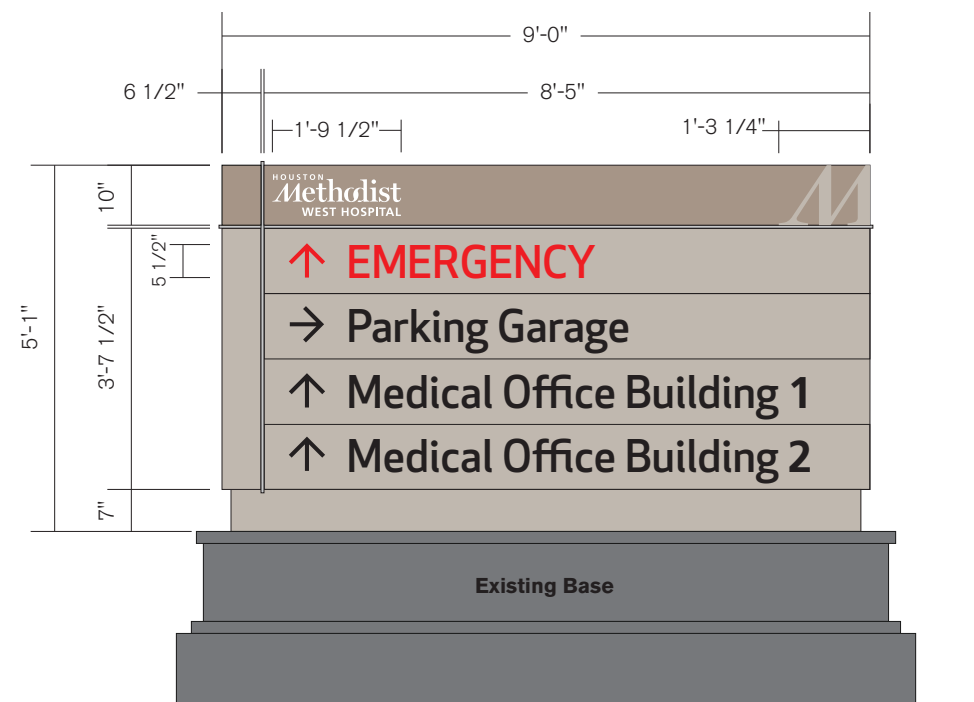 9'-0"
6 1/2"
8'-5"
1'-9 1/2"
1'-3 1/4"
10"
5 1/2"
5'-1"
3'-7 1/2"
7"
HOUSTON
Methodist
WEST HOSPITAL
M
↑ EMERGENCY
→ Parking Garage
↑ Medical Office Building 1
↑ Medical Office Building 2
Existing Base